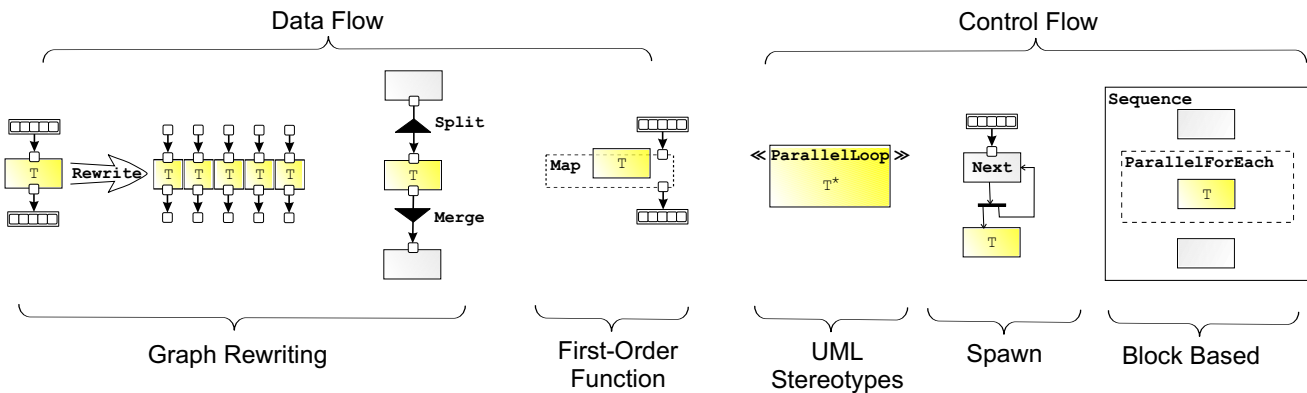 Data Flow
Control Flow
Split
Sequence
Map
T
≪ ParallelLoop ≫
T*
Next
ParallelForEach
T
T
Rewrite
T T T T T
T
T
Merge
T
Graph Rewriting
First-Order
Function
UML
Stereotypes
Spawn
Block Based